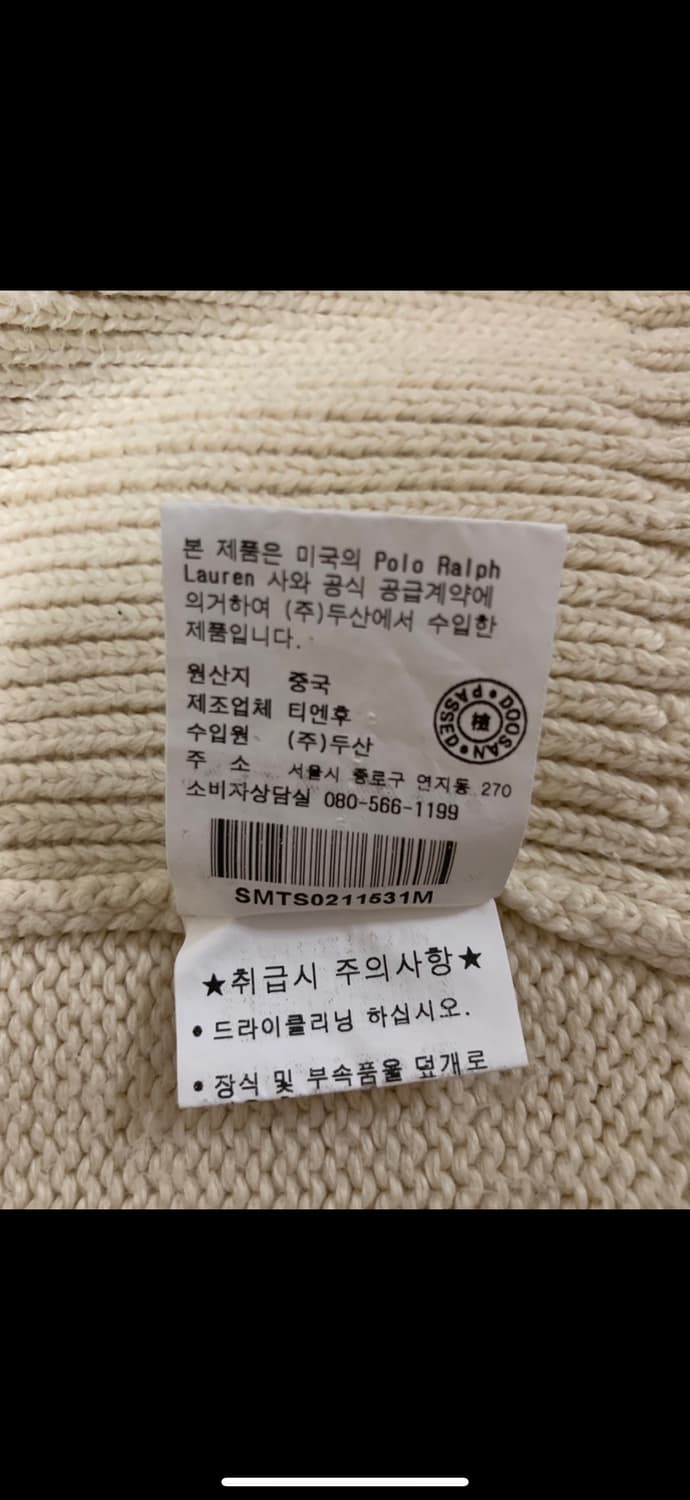 본 제품은 미국의 Polo Ralph
Lauren 사와 공식 공급계약에
의거하여 (주)두산에서 수입한
제품입니다.
원산지 중국
제조업체 티엔후
수입원 (주)두산
주 소 서울시 종로구 연지동 270
소비자상담실 080-566-1199
DOOSAN PASSED
檢
SMTS0211531M
★취급시 주의사항★
• 드라이클리닝 하십시오.
• 장식 및 부속품을 덮개로